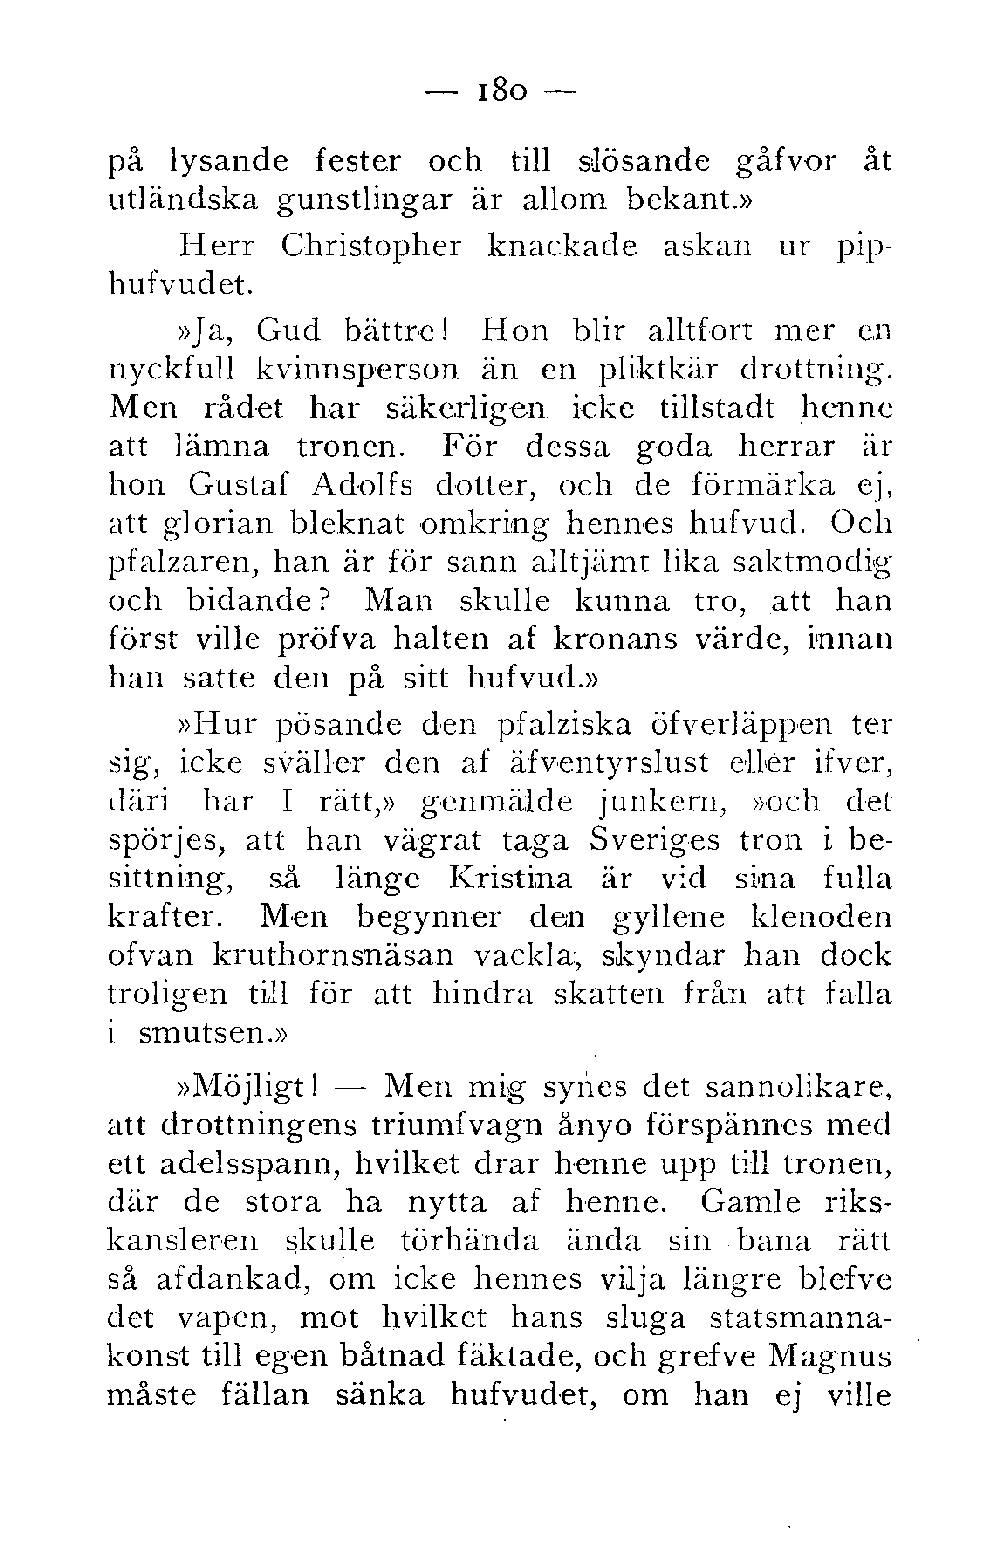 — 180 —
på lysande fester och till slösande gåfvor åt
utländska gunstlingar är allom bekant.»
Herr Christopher knackade askan ur pip-
hufvudet.
»Ja, Gud bättre! Hon blir alltfort mer en
nyckfull kvinnsperson än en pliktkär drottning.
Men rådet har säkerligen icke tillstadt henne
att lämna tronen. För dessa goda herrar är
hon Gustaf Adolfs dotter, och de förmärka ej,
att glorian bleknat omkring hennes hufvud. Och
pfalzaren, han är för sann alltjämt lika saktmodig
och bidande? Man skulle kunna tro, att han
först ville pröfva halten af kronans värde, innan
han satte den på sitt hufvud.»
»Hur pösande den pfalziska öfverläppen ter
sig, icke sväller den af äfventyrslust eller ifver,
däri har I rätt,» genmälde junkern, »och det
spörjes, att han vägrat taga Sveriges tron i be-
sittning, så länge Kristina är vid sina fulla
krafter. Men begynner den gyllene klenoden
ofvan kruthornsnäsan vackla, skyndar han dock
troligen till för att hindra skatten från att falla
i smutsen.»
»Möjligt! — Men mig synes det sannolikare,
att drottningens triumfvagn ånyo förspännes med
ett adelsspann, hvilket drar henne upp till tronen,
där de stora ha nytta af henne. Gamle riks-
kansleren skulle törhända ända sin bana rätt
så afdankad, om icke hennes vilja längre blefve
det vapen, mot hvilket hans sluga statsmanna-
konst till egen båtnad fäktade, och grefve Magnus
måste fällan sänka hufvudet, om han ej ville